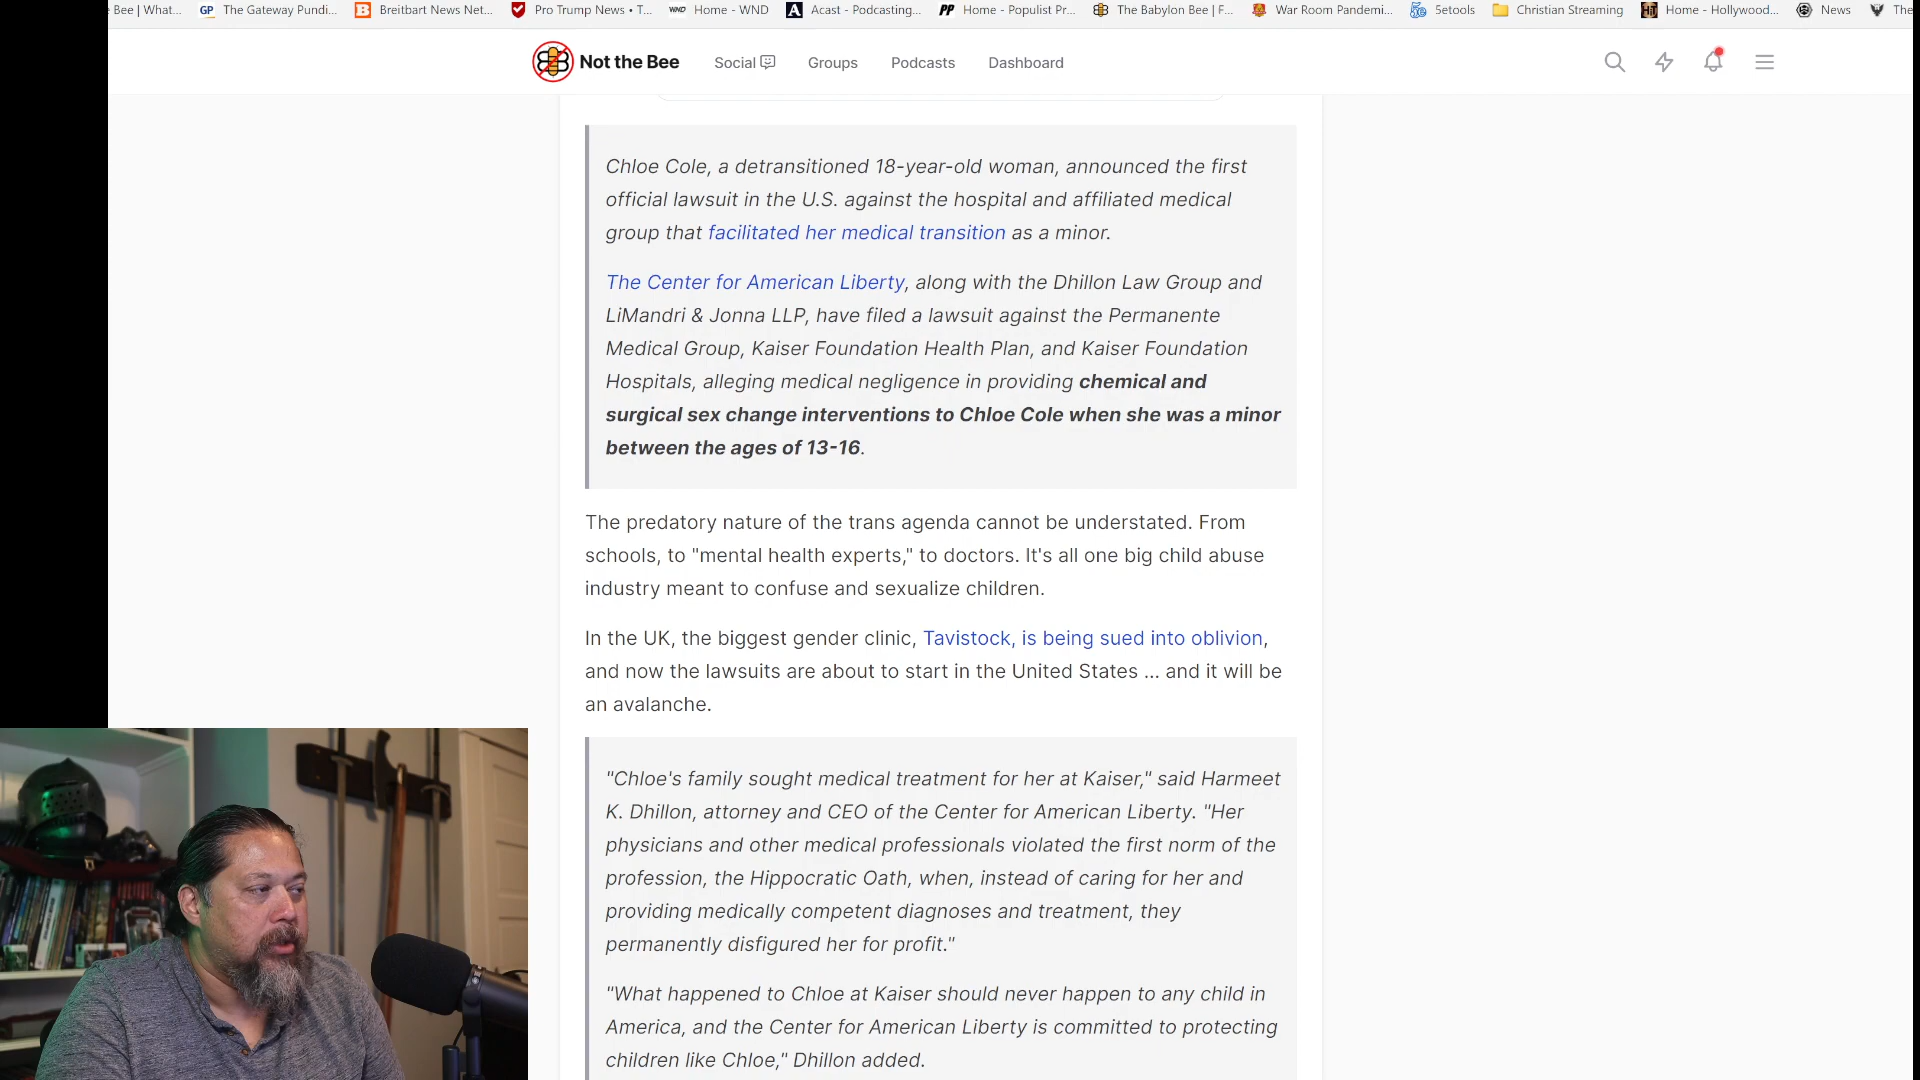 e Bee | What...
GP The Gateway Pundi...
B Breitbart News Net...
Pro Trump News • T...
WND Home - WND
A Acast - Podcasting...
PP Home - Populist Pr...
The Babylon Bee | F...
War Room Pandemi...
5etools
Christian Streaming
Home - Hollywood...
News
The
Not the Bee
Social
Groups
Podcasts
Dashboard
Chloe Cole, a detransitioned 18-year-old woman, announced the first
official lawsuit in the U.S. against the hospital and affiliated medical
group that facilitated her medical transition as a minor.
The Center for American Liberty, along with the Dhillon Law Group and
LiMandri & Jonna LLP, have filed a lawsuit against the Permanente
Medical Group, Kaiser Foundation Health Plan, and Kaiser Foundation
Hospitals, alleging medical negligence in providing chemical and
surgical sex change interventions to Chloe Cole when she was a minor
between the ages of 13-16.
The predatory nature of the trans agenda cannot be understated. From
schools, to "mental health experts," to doctors. It's all one big child abuse
industry meant to confuse and sexualize children.
In the UK, the biggest gender clinic, Tavistock, is being sued into oblivion,
and now the lawsuits are about to start in the United States ... and it will be
an avalanche.
"Chloe's family sought medical treatment for her at Kaiser," said Harmeet
K. Dhillon, attorney and CEO of the Center for American Liberty. "Her
physicians and other medical professionals violated the first norm of the
profession, the Hippocratic Oath, when, instead of caring for her and
providing medically competent diagnoses and treatment, they
permanently disfigured her for profit."
"What happened to Chloe at Kaiser should never happen to any child in
America, and the Center for American Liberty is committed to protecting
children like Chloe," Dhillon added.